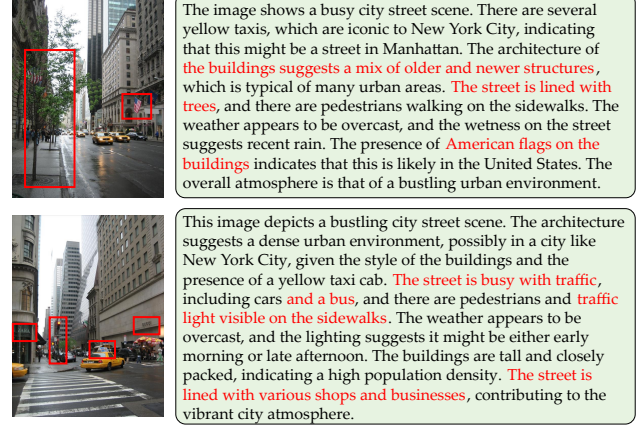 The image shows a busy city street scene. There are several
yellow taxis, which are iconic to New York City, indicating
that this might be a street in Manhattan. The architecture of
the buildings suggests a mix of older and newer structures,
which is typical of many urban areas. The street is lined with
trees, and there are pedestrians walking on the sidewalks. The
weather appears to be overcast, and the wetness on the street
suggests recent rain. The presence of American flags on the
buildings indicates that this is likely in the United States. The
overall atmosphere is that of a bustling urban environment.
This image depicts a bustling city street scene. The architecture
suggests a dense urban environment, possibly in a city like
New York City, given the style of the buildings and the
presence of a yellow taxi cab. The street is busy with traffic,
including cars and a bus, and there are pedestrians and traffic
light visible on the sidewalks. The weather appears to be
overcast, and the lighting suggests it might be either early
morning or late afternoon. The buildings are tall and closely
packed, indicating a high population density. The street is
lined with various shops and businesses, contributing to the
vibrant city atmosphere.